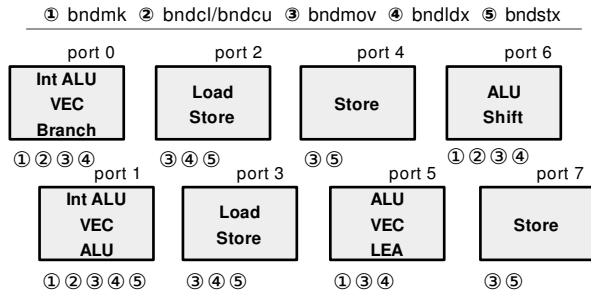 ① bndmk ② bndcl/bndcu ③ bndmov ④ bndldx ⑤ bndstx
port 0 port 2 port 4 port 6
Int ALU
VEC
Branch
Load
Store
Store
ALU
Shift
①②③④ ③④⑤ ③⑤ ①②③④
port 1 port 3 port 5 port 7
Int ALU
VEC
ALU
Load
Store
ALU
VEC
LEA
Store
①②③④⑤ ③④⑤ ①③④ ③⑤